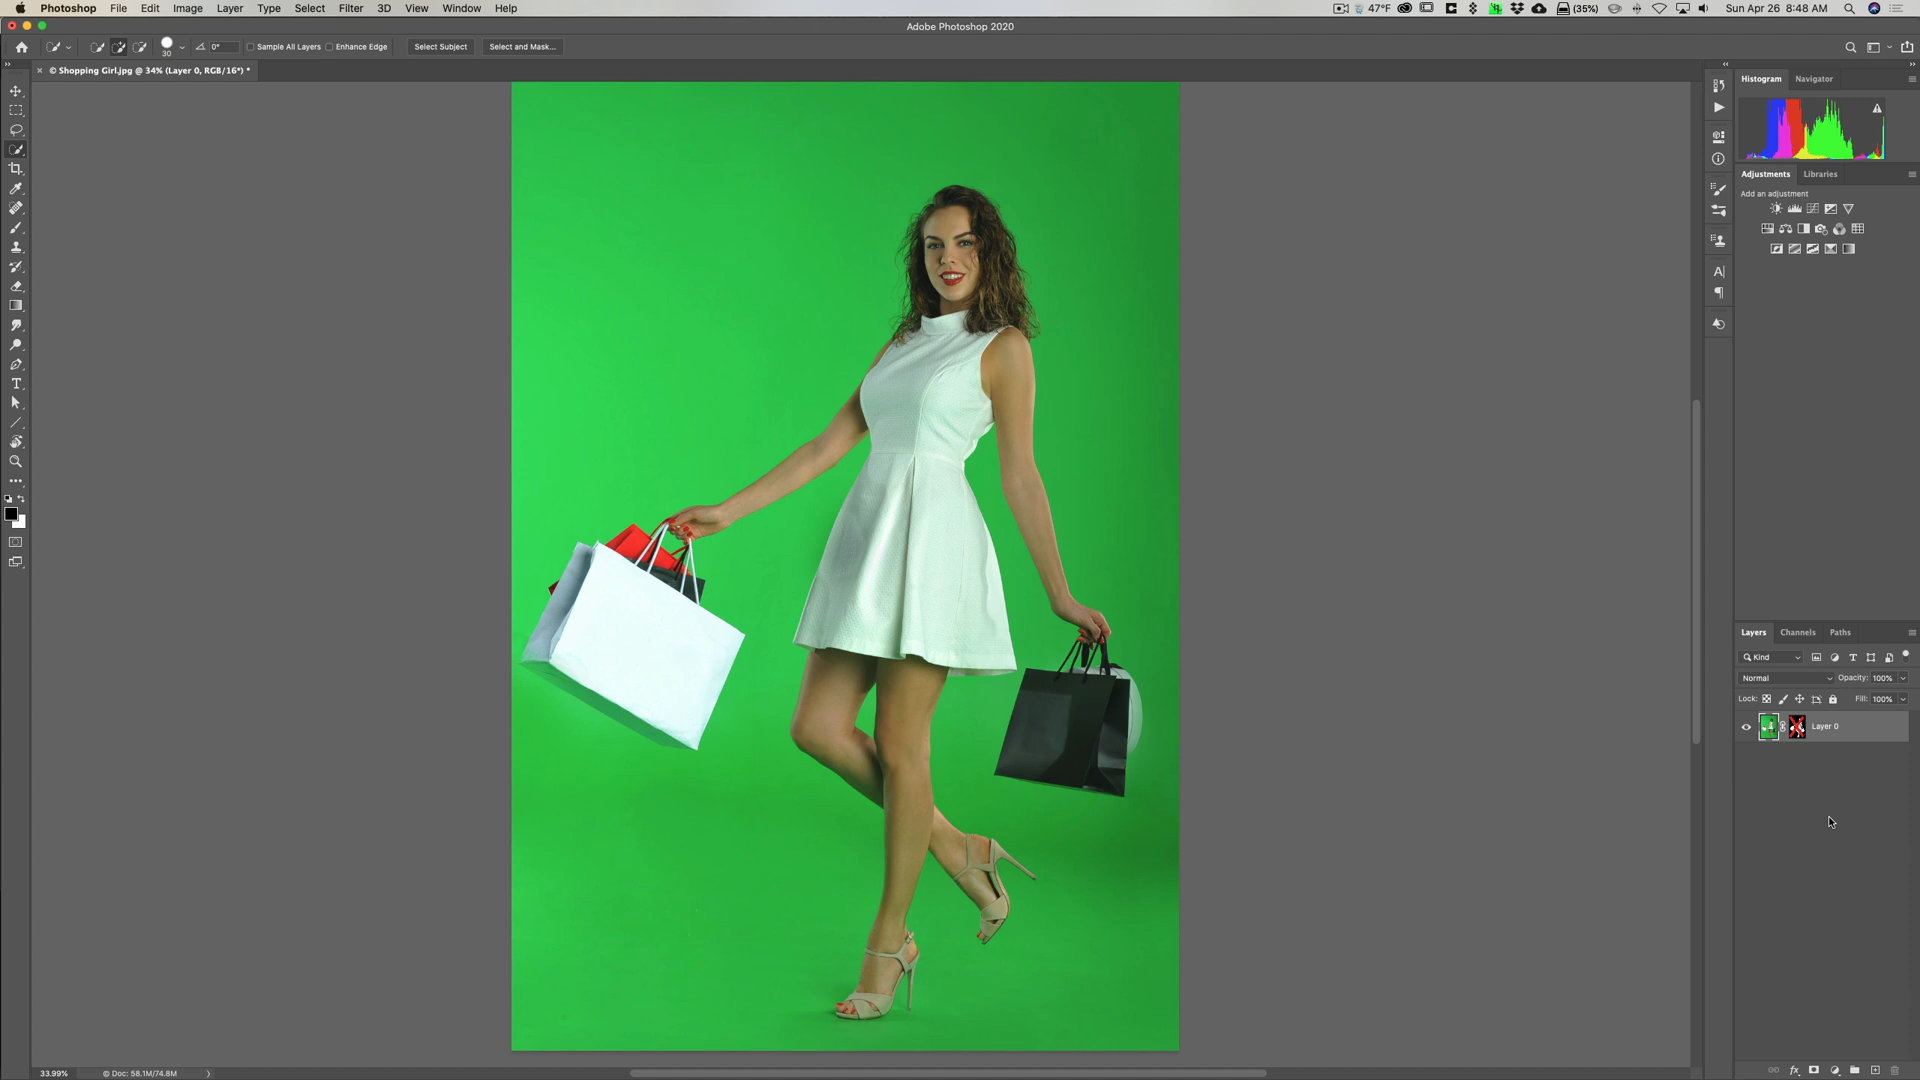 Photoshop File Edit Image Layer Type Select Filter 3D View Window Help
(35%) 47°F Sun Apr 26 8:48 AM
Adobe Photoshop 2020
30 0° Sample All Layers Enhance Edge Select Subject Select and Mask...
× © Shopping Girl.jpg @ 34% (Layer 0, RGB/16*) *
Histogram Navigator
Adjustments Libraries
Add an adjustment
Layers Channels Paths
Kind
Normal Opacity: 100%
Lock: Fill: 100%
Layer 0
33.99% © Doc: 58.1M/74.8M